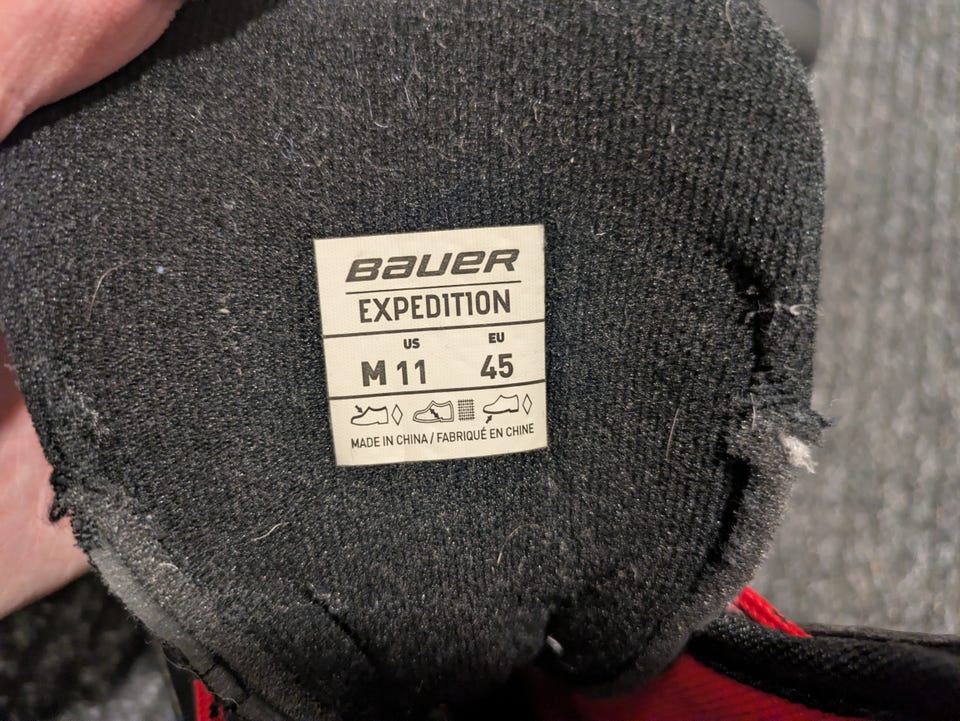 BAUER
EXPEDITION
US EU
M 11 45
MADE IN CHINA / FABRIQUÉ EN CHINE